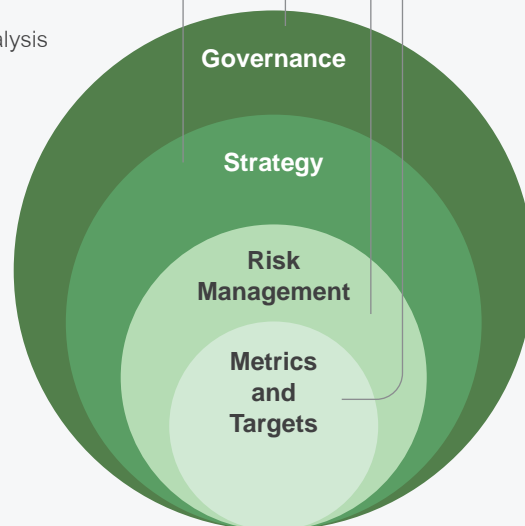 alysis
Governance
Strategy
Risk
Management
Metrics
and
Targets